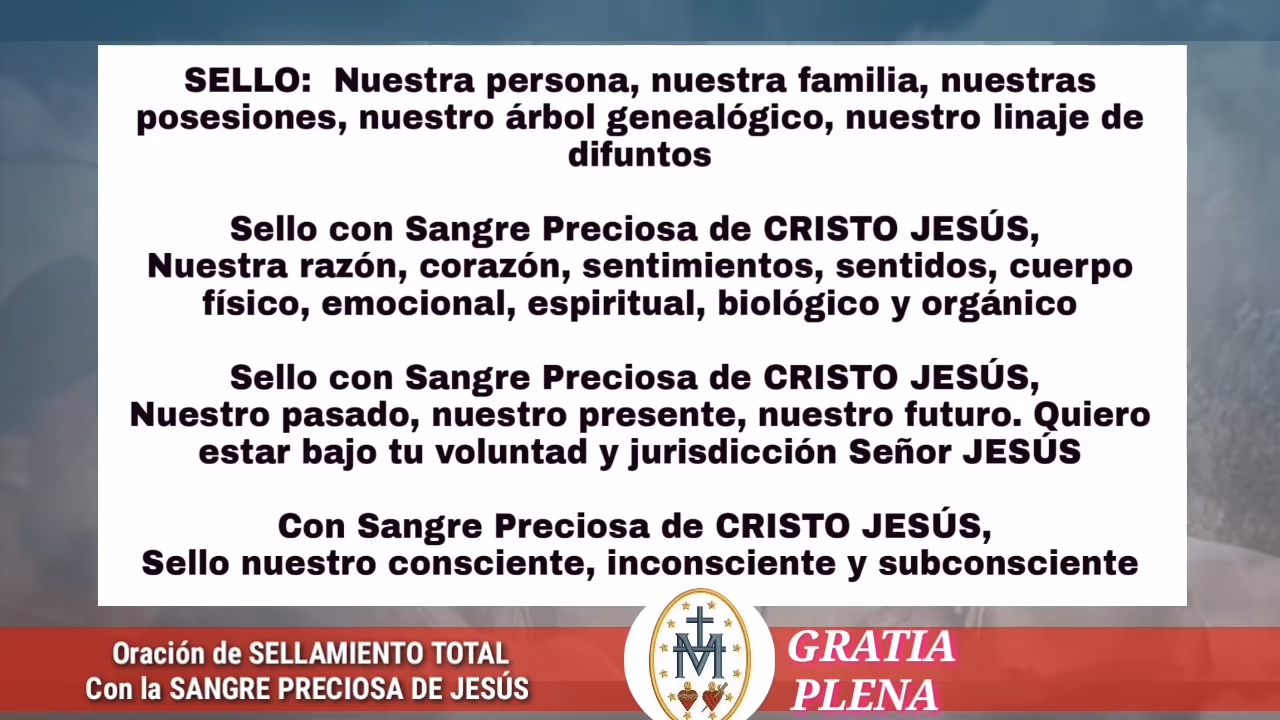 SELLO:  Nuestra persona, nuestra familia, nuestras
posesiones, nuestro árbol genealógico, nuestro linaje de
difuntos
Sello con Sangre Preciosa de CRISTO JESÚS,
Nuestra razón, corazón, sentimientos, sentidos, cuerpo
físico, emocional, espiritual, biológico y orgánico
Sello con Sangre Preciosa de CRISTO JESÚS,
Nuestro pasado, nuestro presente, nuestro futuro. Quiero
estar bajo tu voluntad y jurisdicción Señor JESÚS
Con Sangre Preciosa de CRISTO JESÚS,
Sello nuestro consciente, inconsciente y subconsciente
Oración de SELLAMIENTO TOTAL
Con la SANGRE PRECIOSA DE JESÚS
GRATIA
PLENA